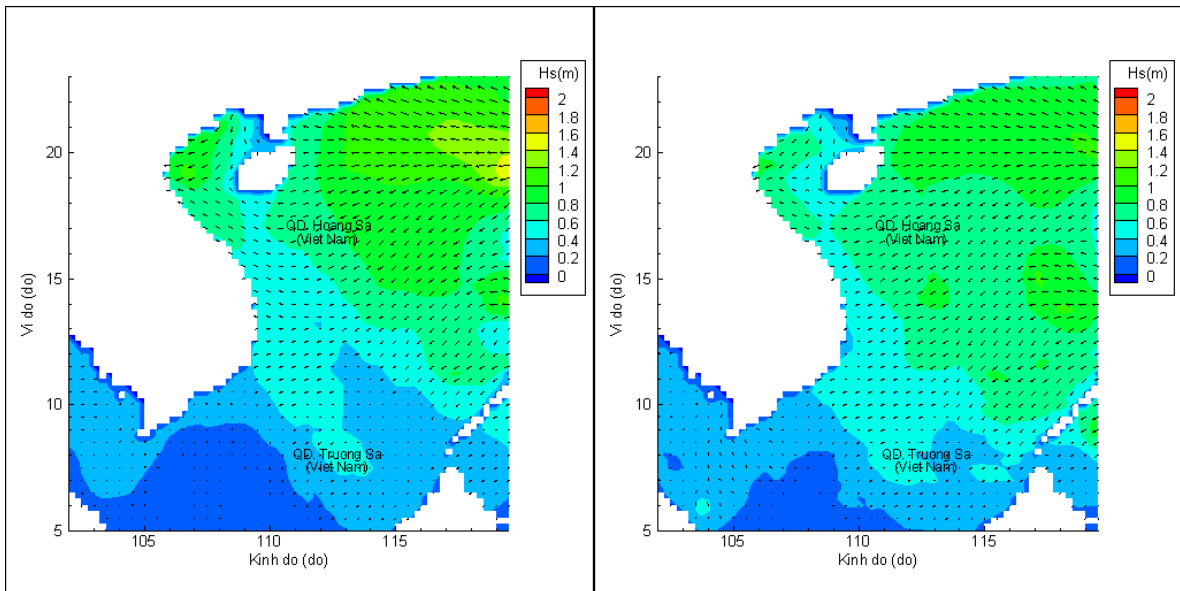 Hs(m)
2
1.8
1.6
1.4
1.2
1
0.8
0.6
0.4
0.2
0
20
15
10
5
Vi do (do)
QD. Hoang Sa
(Viet Nam)
QD. Truong Sa
(Viet Nam)
105
110
115
Kinh do (do)
Hs(m)
2
1.8
1.6
1.4
1.2
1
0.8
0.6
0.4
0.2
0
20
15
10
5
Vi do (do)
QD. Hoang Sa
(Viet Nam)
QD. Truong Sa
(Viet Nam)
105
110
115
Kinh do (do)